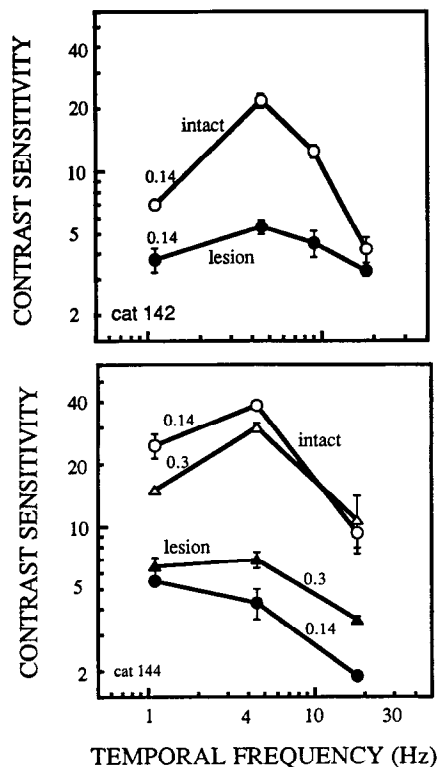 CONTRAST SENSITIVITY
40
20
10
5
2
intact
0.14
0.14
lesion
cat 142
CONTRAST SENSITIVITY
40
20
10
5
2
0.14
0.3
intact
lesion
0.3
0.14
cat 144
1 4 10 30
TEMPORAL FREQUENCY (Hz)